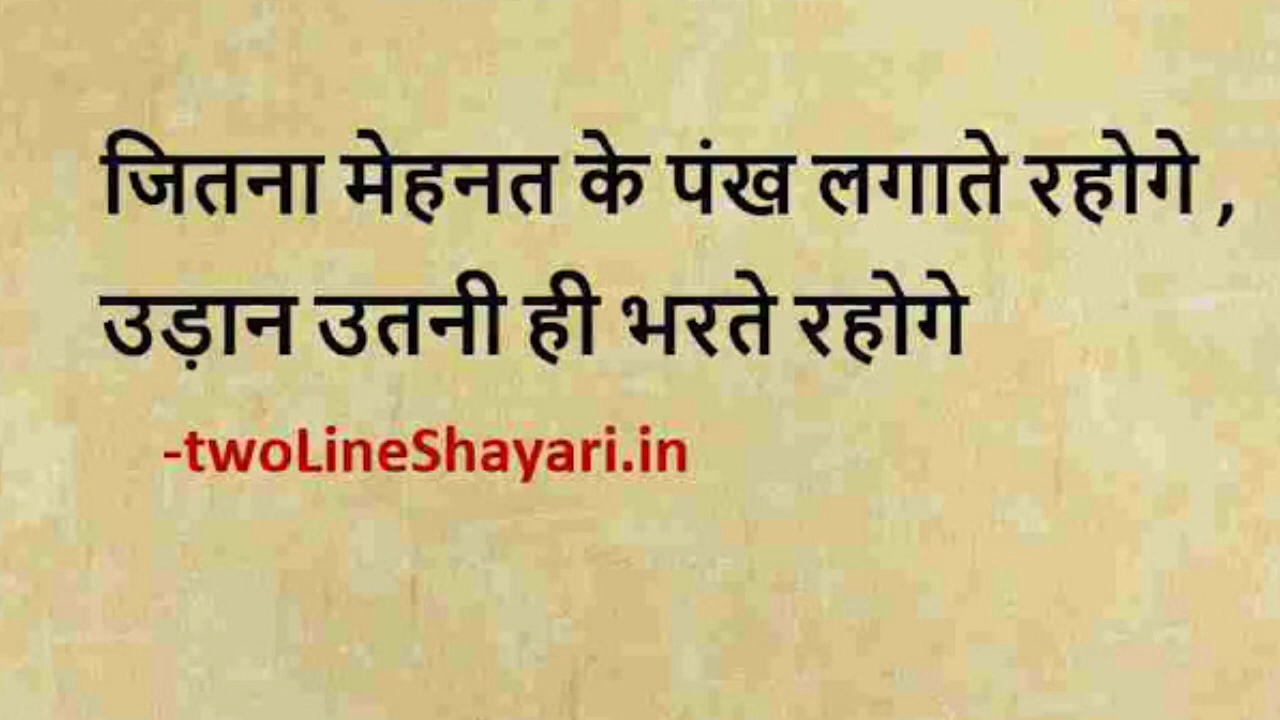 जितना मेहनत के पंख लगाते रहोगे ,
उड़ान उतनी ही भरते रहोगे
-twoLineShayari.in